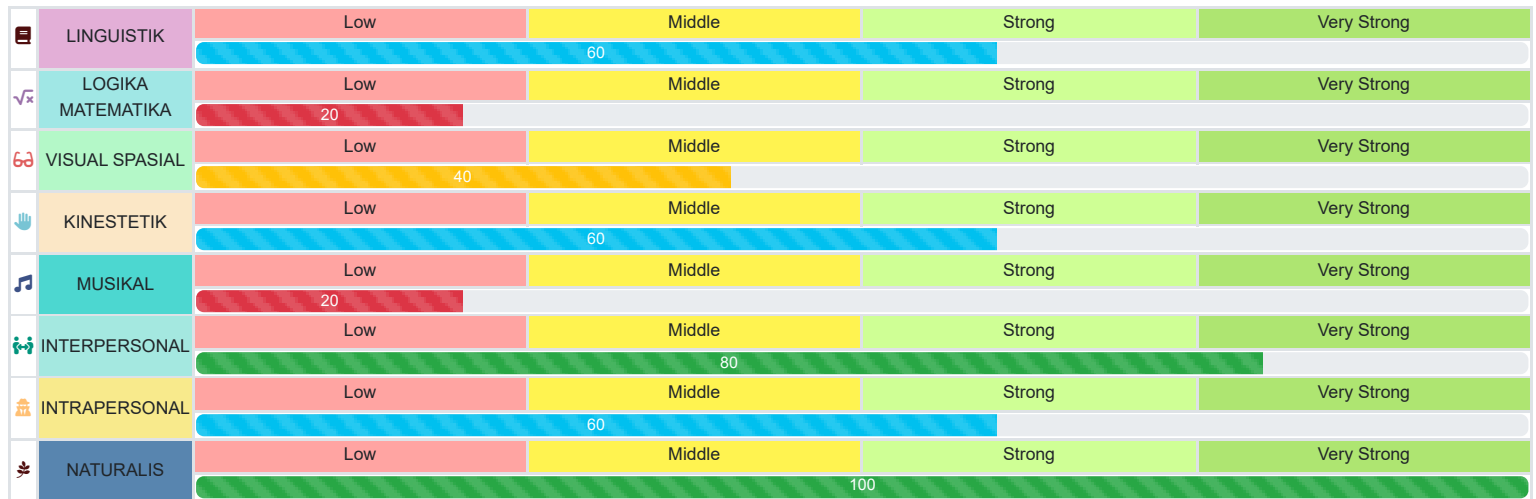 LINGUISTIK
Low Middle Strong Very Strong
60
LOGIKA
MATEMATIKA
Low Middle Strong Very Strong
20
VISUAL SPASIAL
Low Middle Strong Very Strong
40
KINESTETIK
Low Middle Strong Very Strong
60
MUSIKAL
Low Middle Strong Very Strong
20
INTERPERSONAL
Low Middle Strong Very Strong
80
INTRAPERSONAL
Low Middle Strong Very Strong
60
NATURALIS
Low Middle Strong Very Strong
100